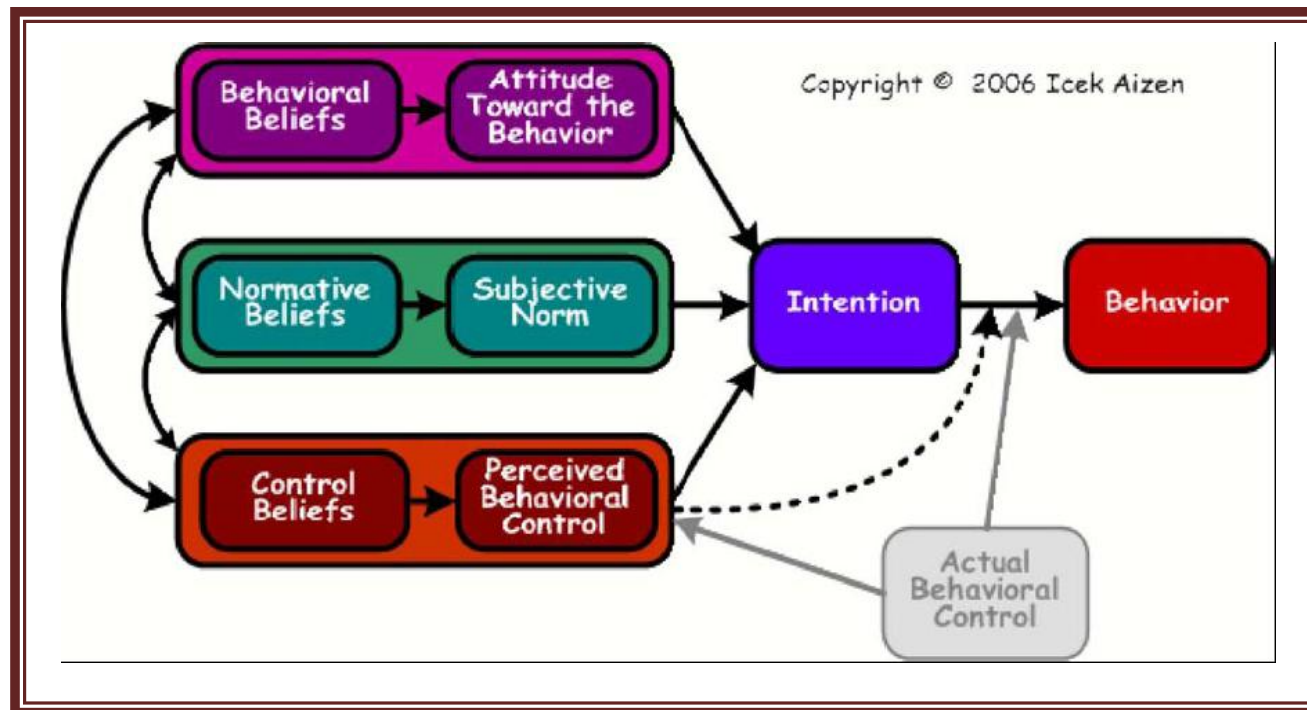 Copyright © 2006 Icek Aizen
Behavioral
Beliefs
Attitude
Toward the
Behavior
Normative
Beliefs
Subjective
Norm
Intention
Behavior
Control
Beliefs
Perceived
Behavioral
Control
Actual
Behavioral
Control